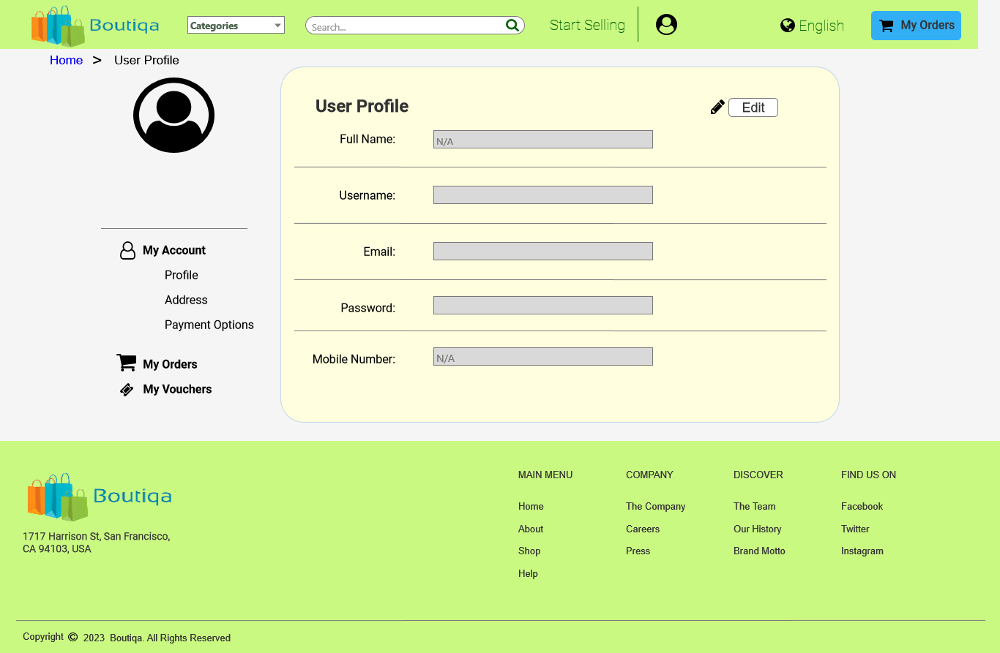 Boutiqa Categories Search... Start Selling English My Orders
Home > User Profile
User Profile
Edit
Full Name: N/A
Username:
Email:
Password:
Mobile Number: N/A
My Account
Profile
Address
Payment Options
My Orders
My Vouchers
Boutiqa
1717 Harrison St, San Francisco,
CA 94103, USA
MAIN MENU
Home
About
Shop
Help
COMPANY
The Company
Careers
Press
DISCOVER
The Team
Our History
Brand Motto
FIND US ON
Facebook
Twitter
Instagram
Copyright © 2023 Boutiqa. All Rights Reserved